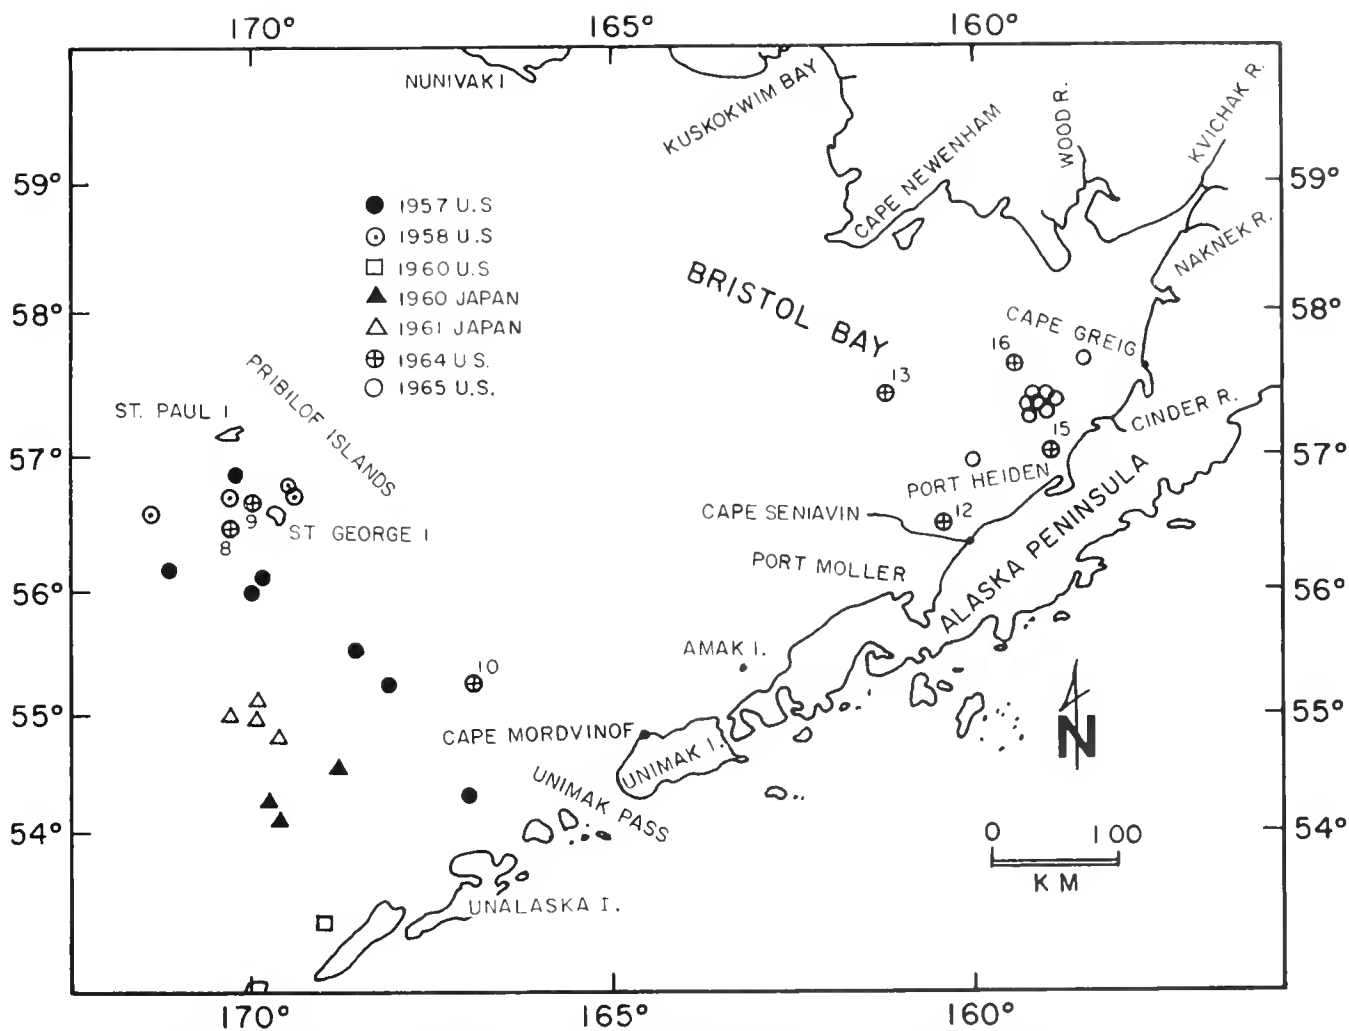 170° 165° 160°
NUNIVAK I
KUSKOKWIM BAY
CAPE NEWENHAM
WOOD R.
KVICHAK R.
NAKNEK R.
59° 59°
1957 U.S
1958 U.S
1960 U.S
1960 JAPAN
1961 JAPAN
1964 U.S.
1965 U.S.
BRISTOL BAY
58° 58°
CAPE GREIG
16
13
PRIBILOF ISLANDS
ST. PAUL I
CINDER R.
15
57° 57°
PORT HEIDEN
9
8
ST GEORGE I
CAPE SENIAVIN
12
PORT MOLLER
ALASKA PENINSULA
56° 56°
AMAK I.
10
55° 55°
CAPE MORDVINOF
UNIMAK I.
N
UNIMAK PASS
54° 54°
0 100
KM
UNALASKA I.
170° 165° 160°